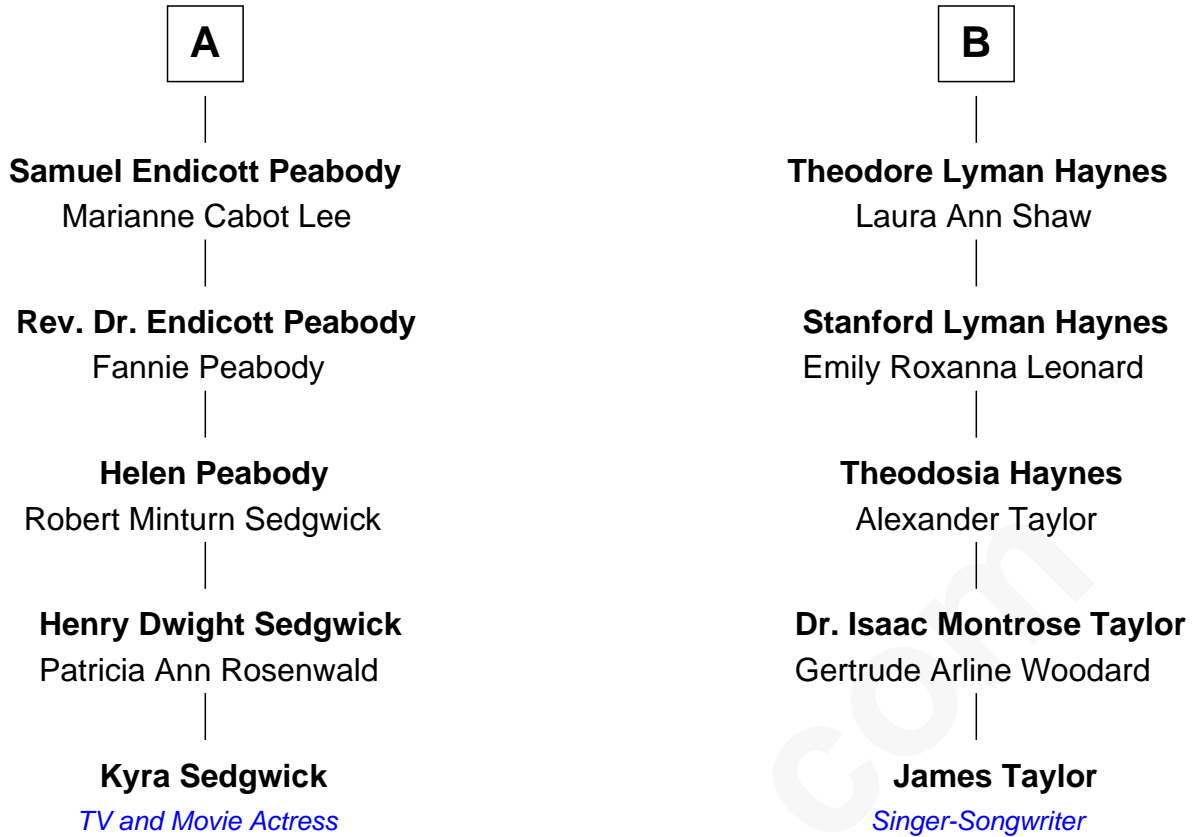 A
Samuel Endicott Peabody
Marianne Cabot Lee
Rev. Dr. Endicott Peabody
Fannie Peabody
Helen Peabody
Robert Minturn Sedgwick
Henry Dwight Sedgwick
Patricia Ann Rosenwald
Kyra Sedgwick
TV and Movie Actress
B
Theodore Lyman Haynes
Laura Ann Shaw
Stanford Lyman Haynes
Emily Roxanna Leonard
Theodosia Haynes
Alexander Taylor
Dr. Isaac Montrose Taylor
Gertrude Arline Woodard
James Taylor
Singer-Songwriter
com